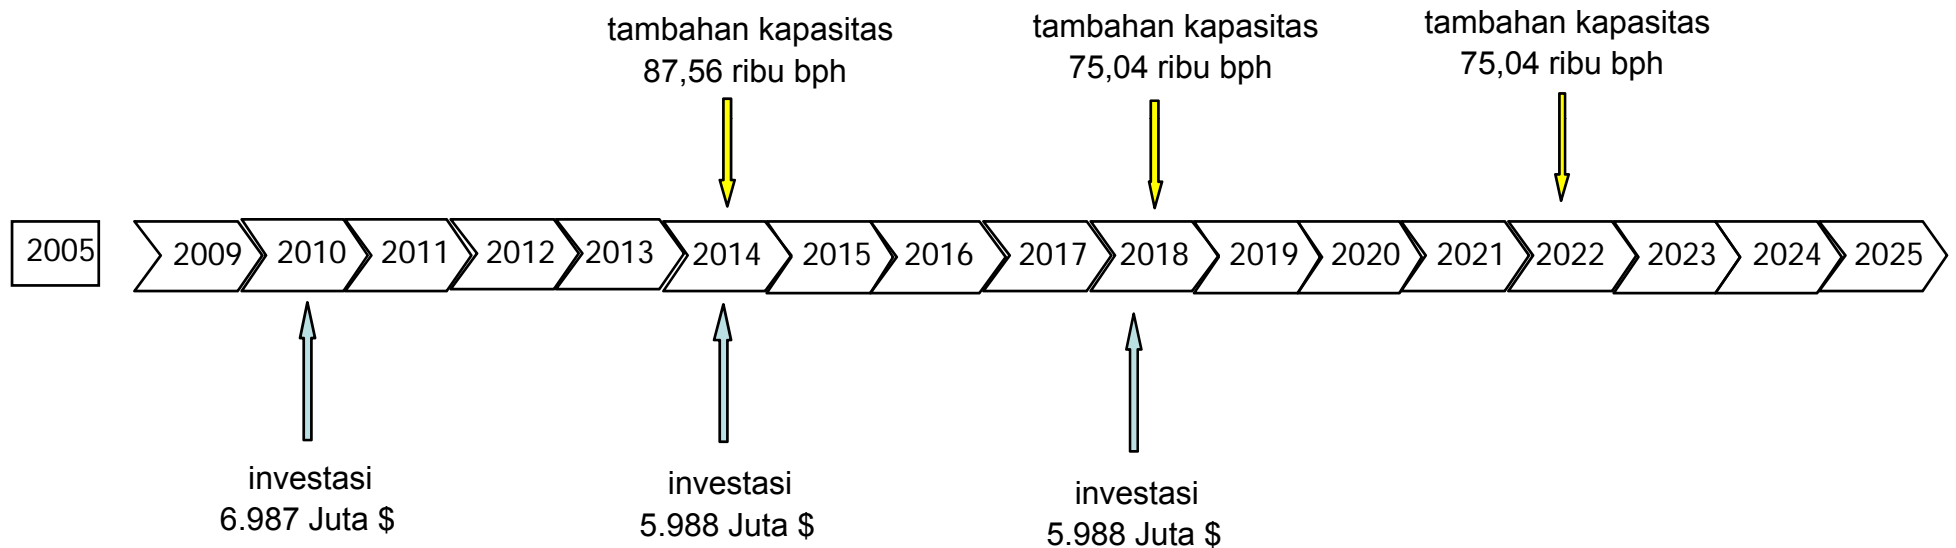 tambahan kapasitas
87,56 ribu bph
tambahan kapasitas
75,04 ribu bph
tambahan kapasitas
75,04 ribu bph
2005
2009
2010
2011
2012
2013
2014
2015
2016
2017
2018
2019
2020
2021
2022
2023
2024
2025
investasi
6.987 Juta $
investasi
5.988 Juta $
investasi
5.988 Juta $